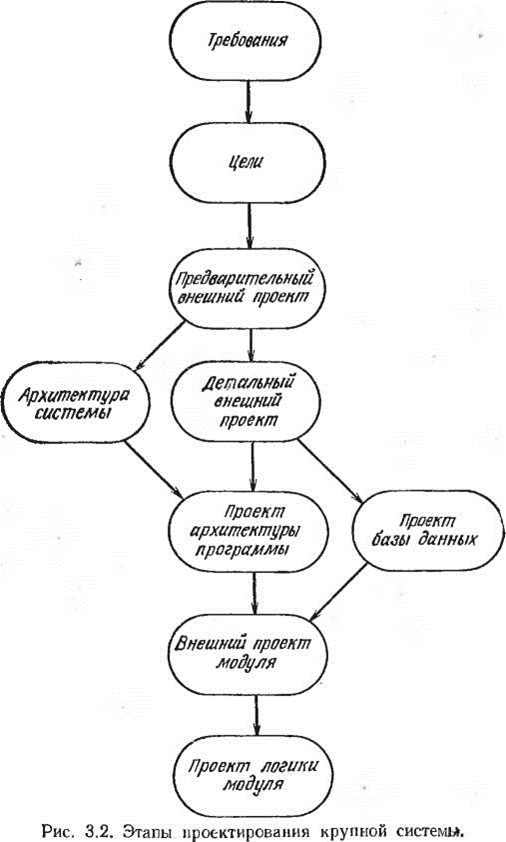 Требования
Цели
Предварительный
внешний проект
Архитектура
системы
Детальный
внешний
проект
Проект
архитектуры
программы
Проект
базы данных
Внешний проект
модуля
Проект логики
модуля
Рис. 3.2. Этапы проектирования крупной системы.